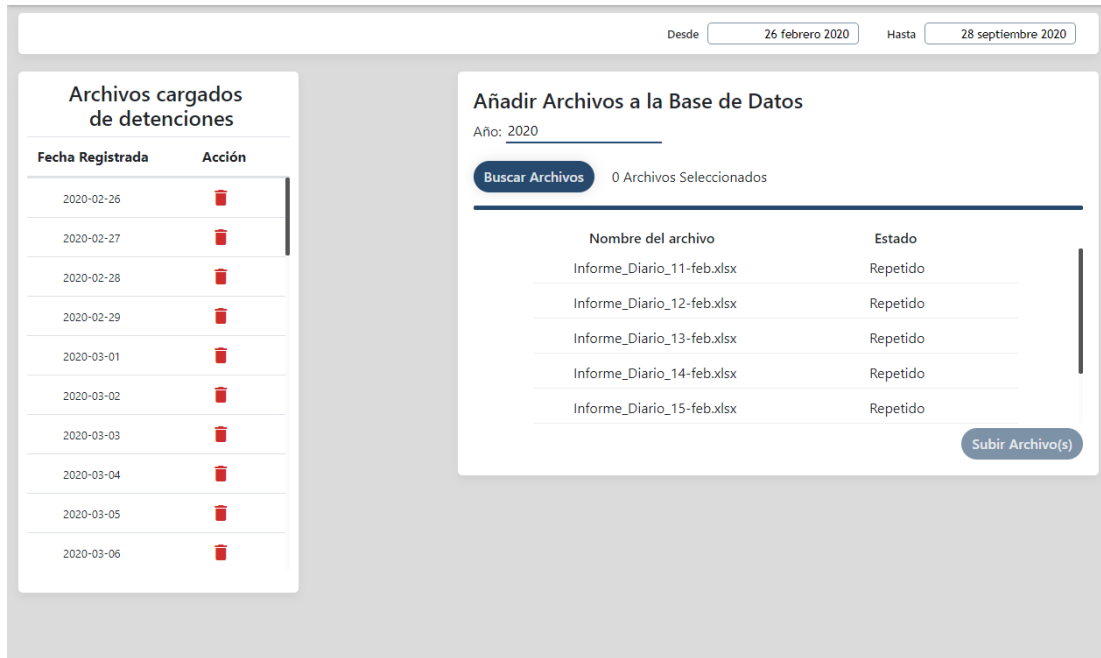 Desde 26 febrero 2020 Hasta 28 septiembre 2020
Archivos cargados
de detenciones
Fecha Registrada Acción
2020-02-26
2020-02-27
2020-02-28
2020-02-29
2020-03-01
2020-03-02
2020-03-03
2020-03-04
2020-03-05
2020-03-06
Añadir Archivos a la Base de Datos
Año: 2020
Buscar Archivos 0 Archivos Seleccionados
Nombre del archivo Estado
Informe_Diario_11-feb.xlsx Repetido
Informe_Diario_12-feb.xlsx Repetido
Informe_Diario_13-feb.xlsx Repetido
Informe_Diario_14-feb.xlsx Repetido
Informe_Diario_15-feb.xlsx Repetido
Subir Archivo(s)